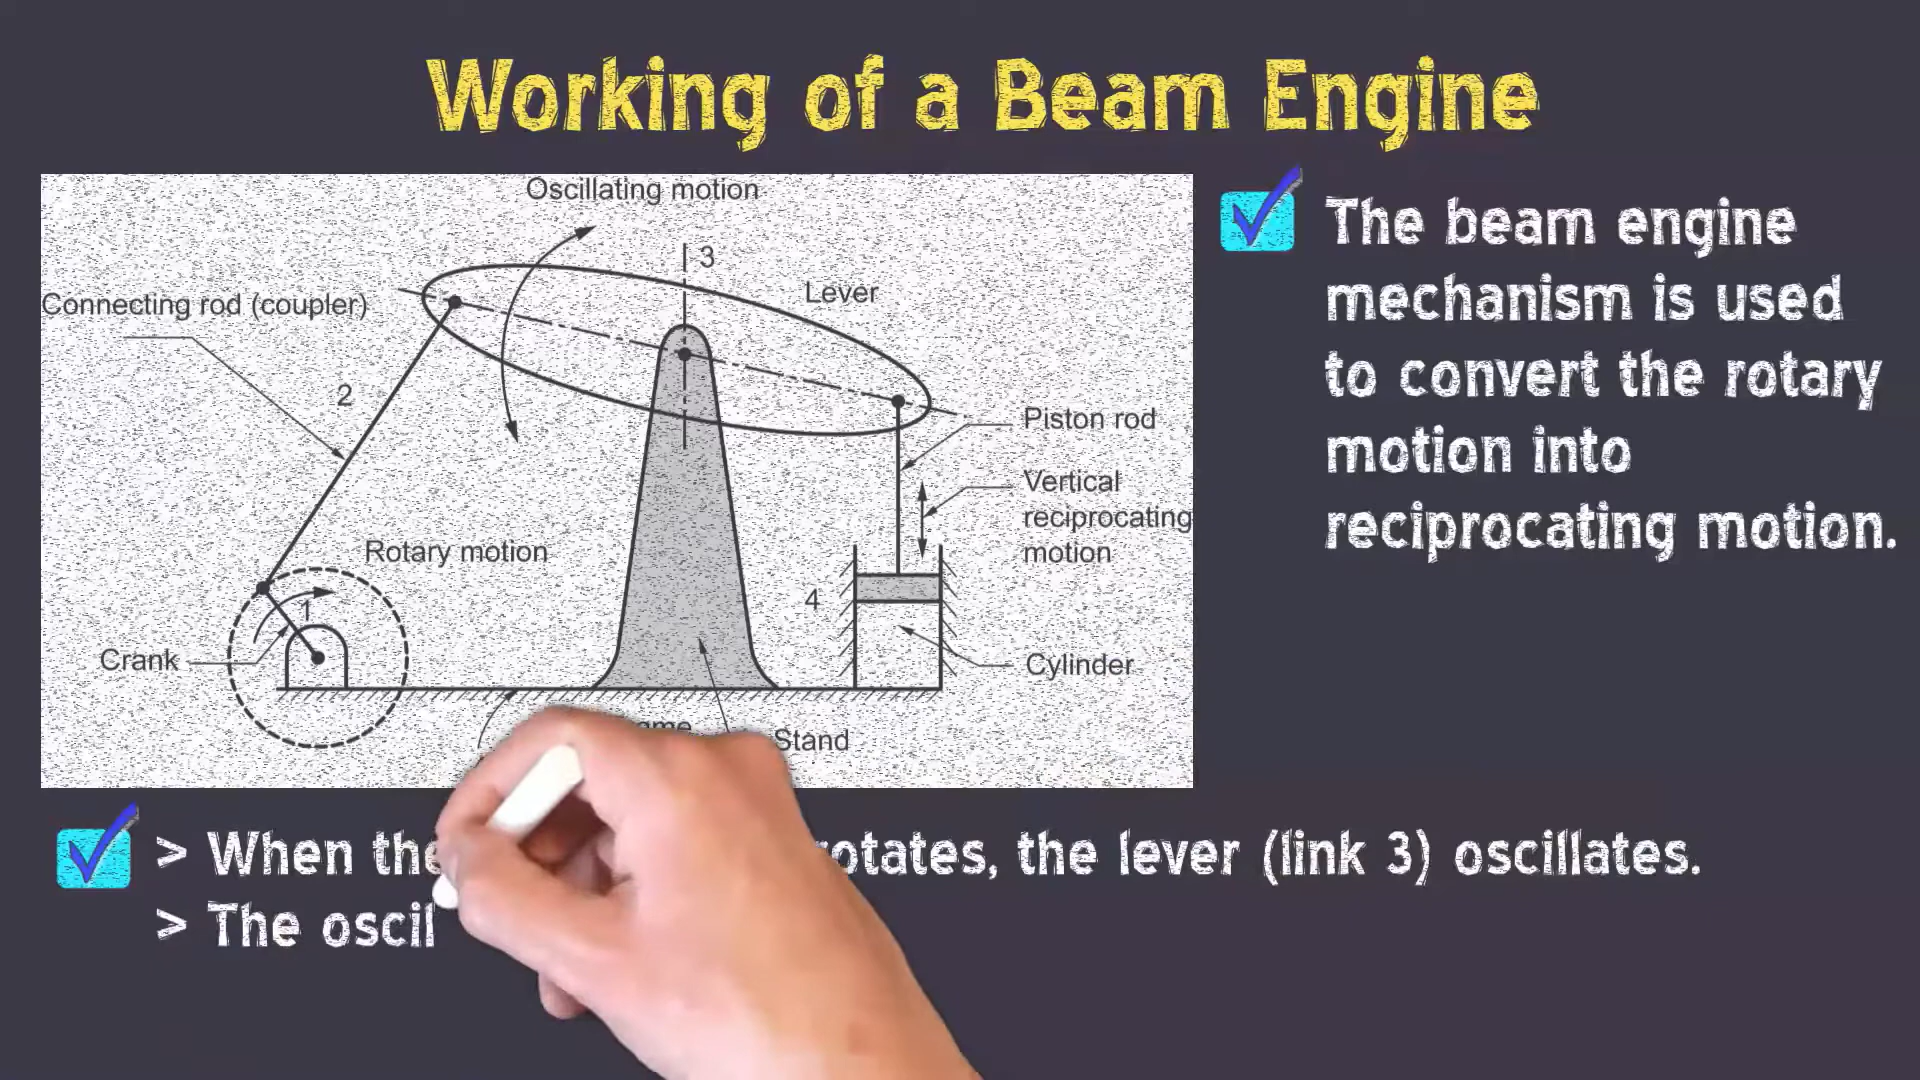 Working of a Beam Engine
Oscillating motion
3
Lever
Connecting rod (coupler)
2
Piston rod
Vertical
reciprocating
motion
Rotary motion
1
4
Crank
Cylinder
Stand
The beam engine
mechanism is used
to convert the rotary
motion into
reciprocating motion.
> When the rotates, the lever (link 3) oscillates.
> The oscil